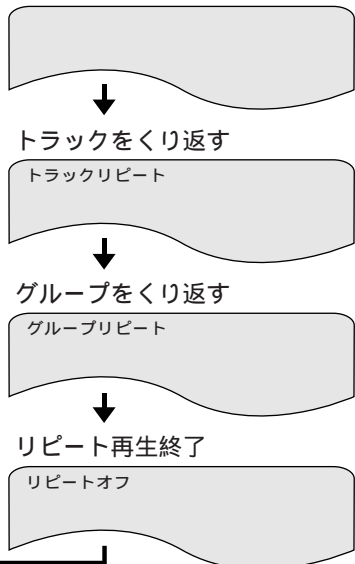 トラックをくり返す
トラックリピート
グループをくり返す
グループリピート
リピート再生終了
リピートオフ